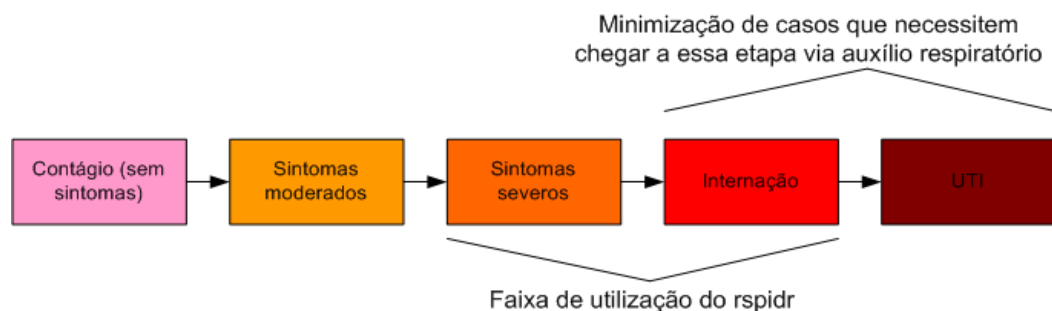 Minimização de casos que necessitem
chegar a essa etapa via auxílio respiratório
Contágio (sem
sintomas)
Sintomas
moderados
Sintomas
severos
Internação
UTI
Faixa de utilização do rspidr